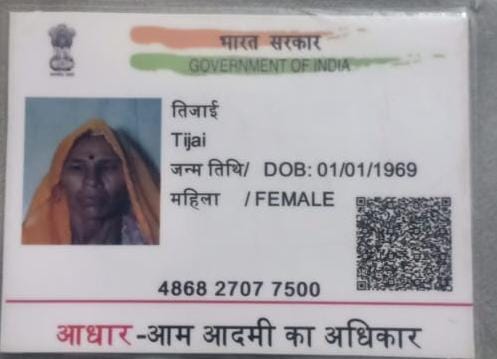 भारत सरकार
GOVERNMENT OF INDIA
तिजाई
Tijai
जन्म तिथि/ DOB: 01/01/1969
महिला / FEMALE
4868 2707 7500
आधार-आम आदमी का अधिकार